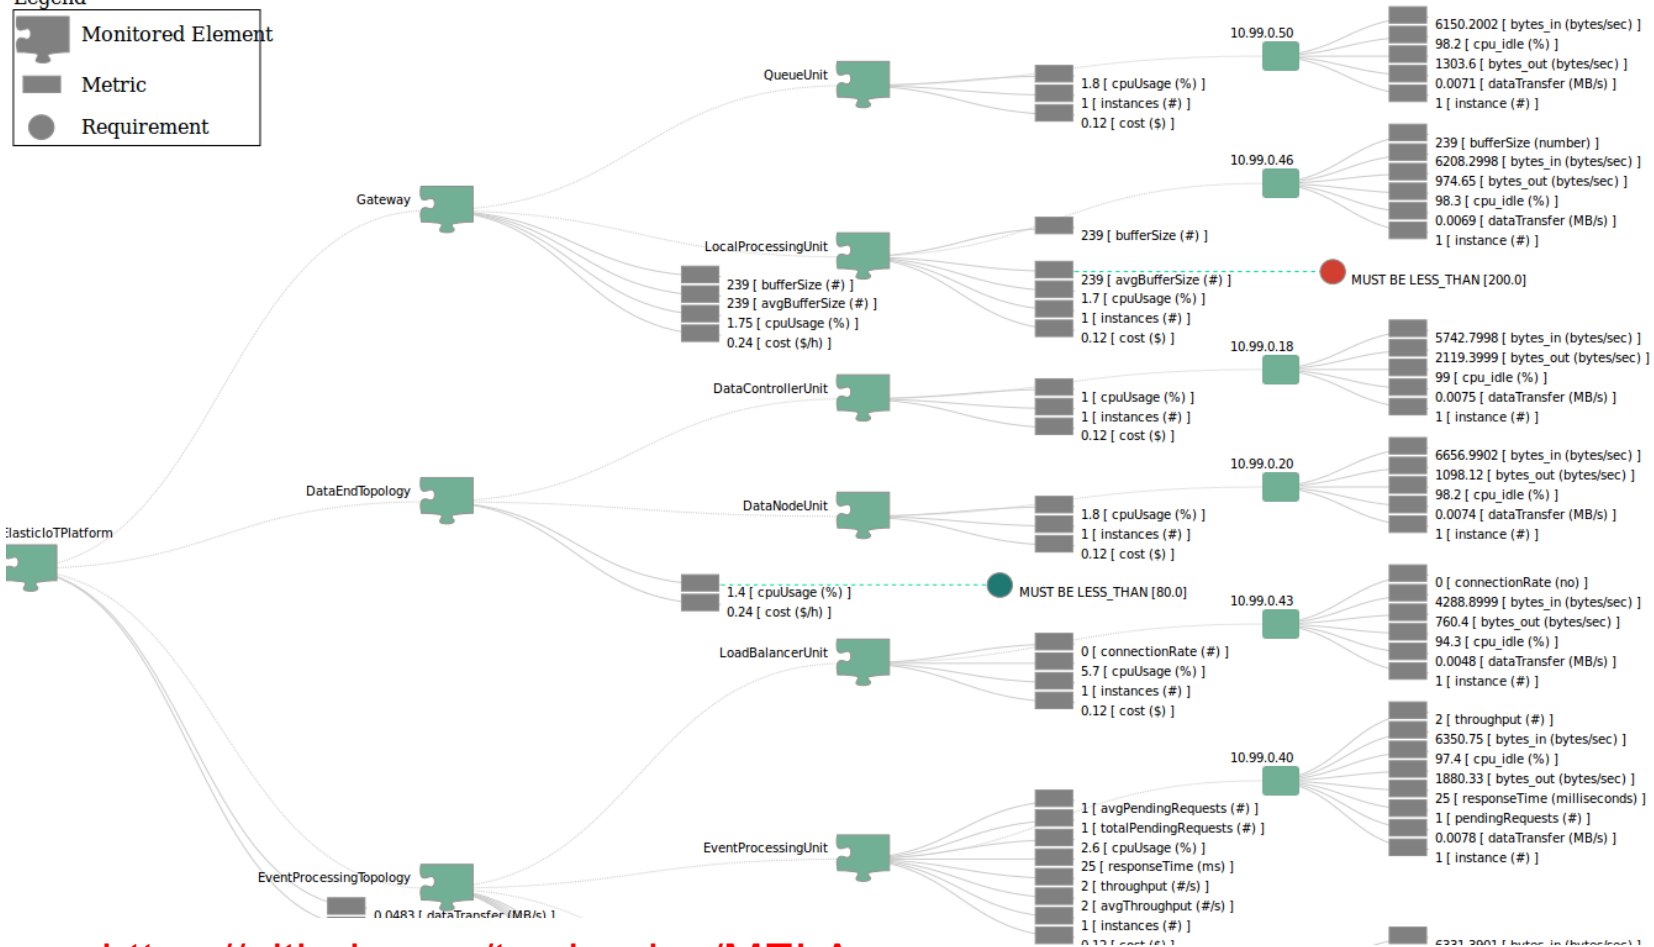 Legend
Monitored Element
Metric
Requirement
10.99.0.50
6150.2002 [ bytes_in (bytes/sec) ]
98.2 [ cpu_idle (%) ]
1303.6 [ bytes_out (bytes/sec) ]
0.0071 [ dataTransfer (MB/s) ]
1 [ instance (#) ]
QueueUnit
1.8 [ cpuUsage (%) ]
1 [ instances (#) ]
0.12 [ cost ($) ]
10.99.0.46
239 [ bufferSize (number) ]
6208.2998 [ bytes_in (bytes/sec) ]
974.65 [ bytes_out (bytes/sec) ]
98.3 [ cpu_idle (%) ]
0.0069 [ dataTransfer (MB/s) ]
1 [ instance (#) ]
Gateway
LocalProcessingUnit
239 [ bufferSize (#) ]
239 [ avgBufferSize (#) ]
1.7 [ cpuUsage (%) ]
1 [ instances (#) ]
0.12 [ cost ($) ]
MUST BE LESS_THAN [200.0]
239 [ bufferSize (#) ]
239 [ avgBufferSize (#) ]
1.75 [ cpuUsage (%) ]
0.24 [ cost ($/h) ]
10.99.0.18
5742.7998 [ bytes_in (bytes/sec) ]
2119.3999 [ bytes_out (bytes/sec) ]
99 [ cpu_idle (%) ]
0.0075 [ dataTransfer (MB/s) ]
1 [ instance (#) ]
DataControllerUnit
1 [ cpuUsage (%) ]
1 [ instances (#) ]
0.12 [ cost ($) ]
10.99.0.20
6656.9902 [ bytes_in (bytes/sec) ]
1098.12 [ bytes_out (bytes/sec) ]
98.2 [ cpu_idle (%) ]
0.0074 [ dataTransfer (MB/s) ]
1 [ instance (#) ]
DataEndTopology
DataNodeUnit
1.8 [ cpuUsage (%) ]
1 [ instances (#) ]
0.12 [ cost ($) ]
ElasticIoTPlatform
1.4 [ cpuUsage (%) ]
0.24 [ cost ($/h) ]
MUST BE LESS_THAN [80.0]
10.99.0.43
0 [ connectionRate (no) ]
4288.8999 [ bytes_in (bytes/sec) ]
760.4 [ bytes_out (bytes/sec) ]
94.3 [ cpu_idle (%) ]
0.0048 [ dataTransfer (MB/s) ]
1 [ instance (#) ]
LoadBalancerUnit
0 [ connectionRate (#) ]
5.7 [ cpuUsage (%) ]
1 [ instances (#) ]
0.12 [ cost ($) ]
10.99.0.40
2 [ throughput (#) ]
6350.75 [ bytes_in (bytes/sec) ]
97.4 [ cpu_idle (%) ]
1880.33 [ bytes_out (bytes/sec) ]
25 [ responseTime (milliseconds) ]
1 [ pendingRequests (#) ]
0.0078 [ dataTransfer (MB/s) ]
1 [ instance (#) ]
EventProcessingUnit
1 [ avgPendingRequests (#) ]
1 [ totalPendingRequests (#) ]
2.6 [ cpuUsage (%) ]
25 [ responseTime (ms) ]
2 [ throughput (#/s) ]
2 [ avgThroughput (#/s) ]
1 [ instances (#) ]
0.12 [ cost ($) ]
EventProcessingTopology
0.0483 [ dataTransfer (MB/s) ]
6331.3901 [ bytes_in (bytes/sec) ]